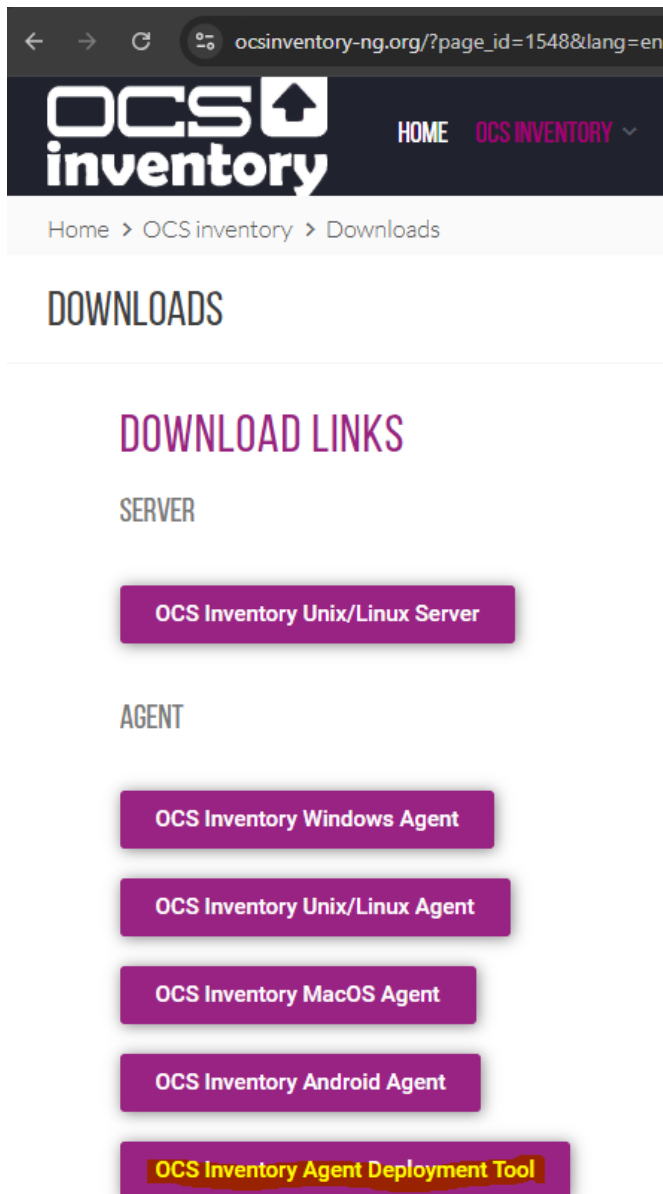 ocsinventory-ng.org/?page_id=1548&lang=en
OCS
inventory
HOME OCS INVENTORY
Home > OCS inventory > Downloads
DOWNLOADS
DOWNLOAD LINKS
SERVER
OCS Inventory Unix/Linux Server
AGENT
OCS Inventory Windows Agent
OCS Inventory Unix/Linux Agent
OCS Inventory MacOS Agent
OCS Inventory Android Agent
OCS Inventory Agent Deployment Tool